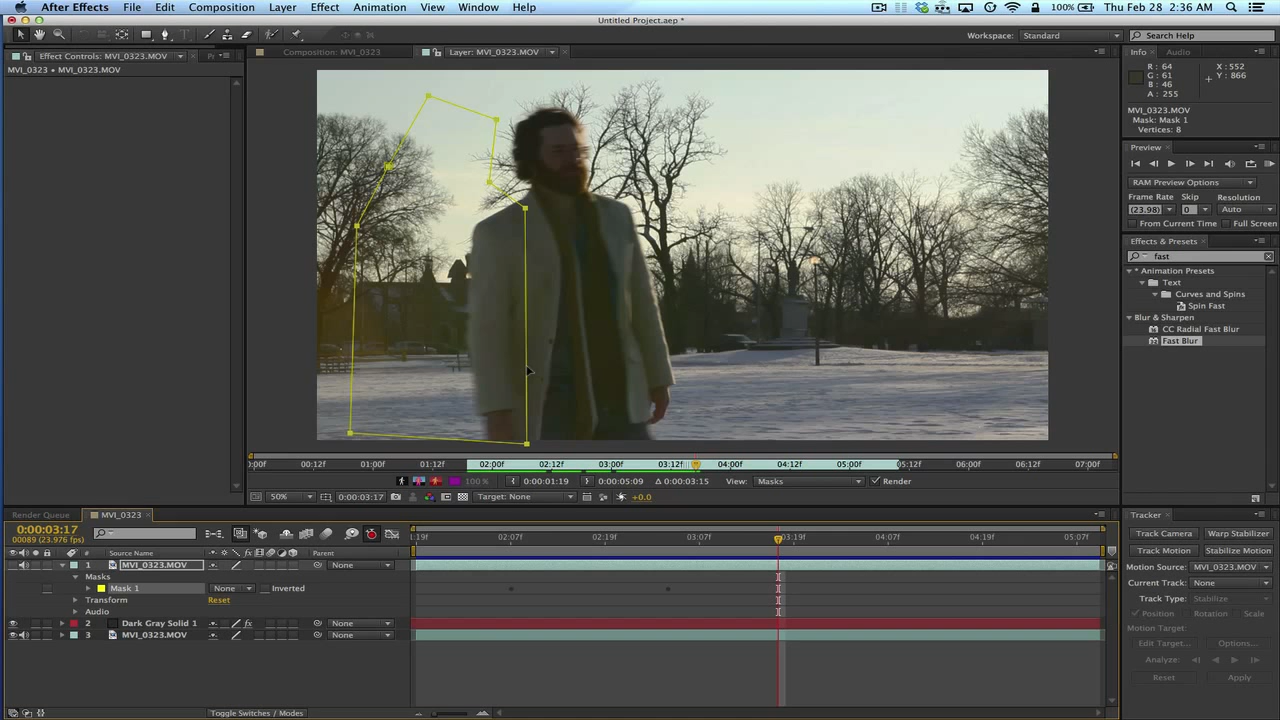 After Effects File Edit Composition Layer Effect Animation View Window Help 100% Thu Feb 28 2:36 AM
Untitled Project.aep *
Workspace: Standard Search Help
Effect Controls: MVI_0323.MOV
Composition: MVI_0323
Layer: MVI_0323.MOV
Info Audio
MVI_0323 • MVI_0323.MOV
R: 64
G: 61
B: 46
A: 255
X: 552
Y: 866
MVI_0323.MOV
Mask: Mask 1
Vertices: 8
Preview
RAM Preview Options
Frame Rate Skip Resolution
(23.98) 0 Auto
From Current Time Full Screen
Effects & Presets
fast
* Animation Presets
Text
Curves and Spins
Spin Fast
Blur & Sharpen
CC Radial Fast Blur
Fast Blur
:00f 00:12f 01:00f 01:12f 02:00f 02:12f 03:00f 03:12f 04:00f 04:12f 05:00f 05:12f 06:00f 06:12f 07:00f
100 % 0:00:01:19 0:00:05:09 Δ 0:00:03:15 View: Masks Render
50% 0:00:03:17 Target: None +0.0
Render Queue MVI_0323
0:00:03:17
00089 (23.976 fps)
:19f 02:07f 02:19f 03:07f 03:19f 04:07f 04:19f 05:07f
# Source Name Parent
1 MVI_0323.MOV None
Masks
Mask 1 None Inverted
Transform Reset
Audio
2 Dark Gray Solid 1 None
3 MVI_0323.MOV None
Toggle Switches / Modes
Tracker
Track Camera Warp Stabilizer
Track Motion Stabilize Motion
Motion Source: MVI_0323.MOV
Current Track: None
Track Type: Stabilize
Position Rotation Scale
Motion Target:
Edit Target... Options...
Analyze:
Reset Apply